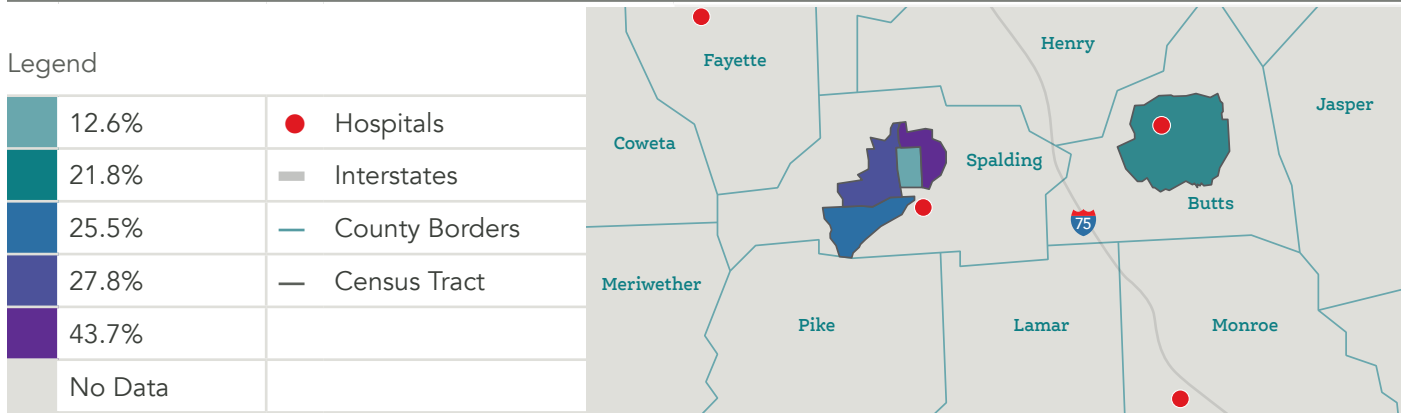 Legend
12.6% Hospitals
21.8% Interstates
25.5% County Borders
27.8% Census Tract
43.7%
No Data
Henry
Fayette
Jasper
Coweta
Spalding
Butts
75
Meriwether
Pike
Lamar
Monroe